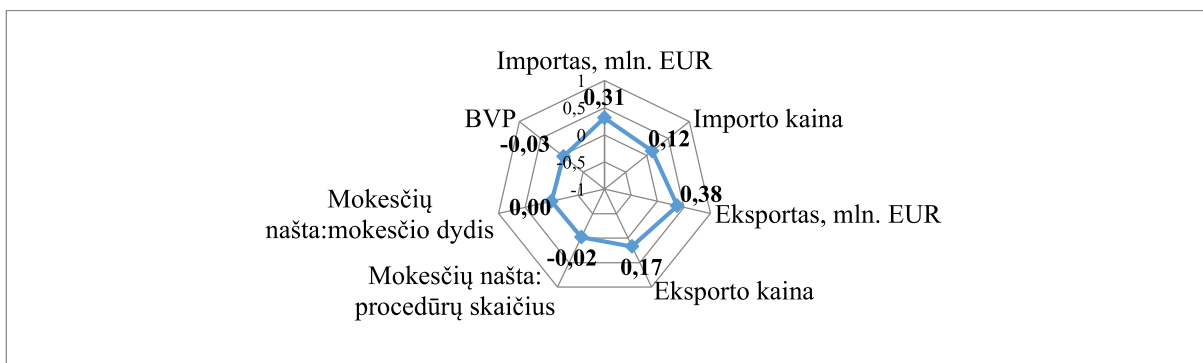 Importas, mln. EUR
1
0,31
0,5
BVP
Importo kaina
0
0,12
-0,03
-0,5
-1
0,38
Mokesčių
našta:mokesčio dydis
0,00
Eksportas, mln. EUR
-0,02
0,17
Mokesčių našta:
procedūrų skaičius
Eksporto kaina